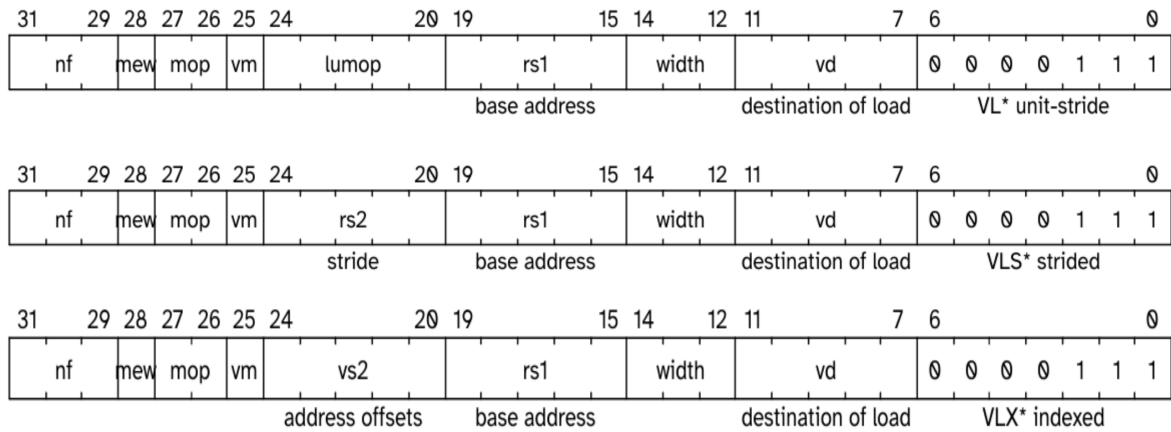 31 29 28 27 26 25 24 20 19 15 14 12 11 7 6 0
nf mew mop vm lumop rs1 width vd 0 0 0 0 1 1 1
base address destination of load VL* unit-stride
31 29 28 27 26 25 24 20 19 15 14 12 11 7 6 0
nf mew mop vm rs2 rs1 width vd 0 0 0 0 1 1 1
stride base address destination of load VLS* strided
31 29 28 27 26 25 24 20 19 15 14 12 11 7 6 0
nf mew mop vm vs2 rs1 width vd 0 0 0 0 1 1 1
address offsets base address destination of load VLX* indexed